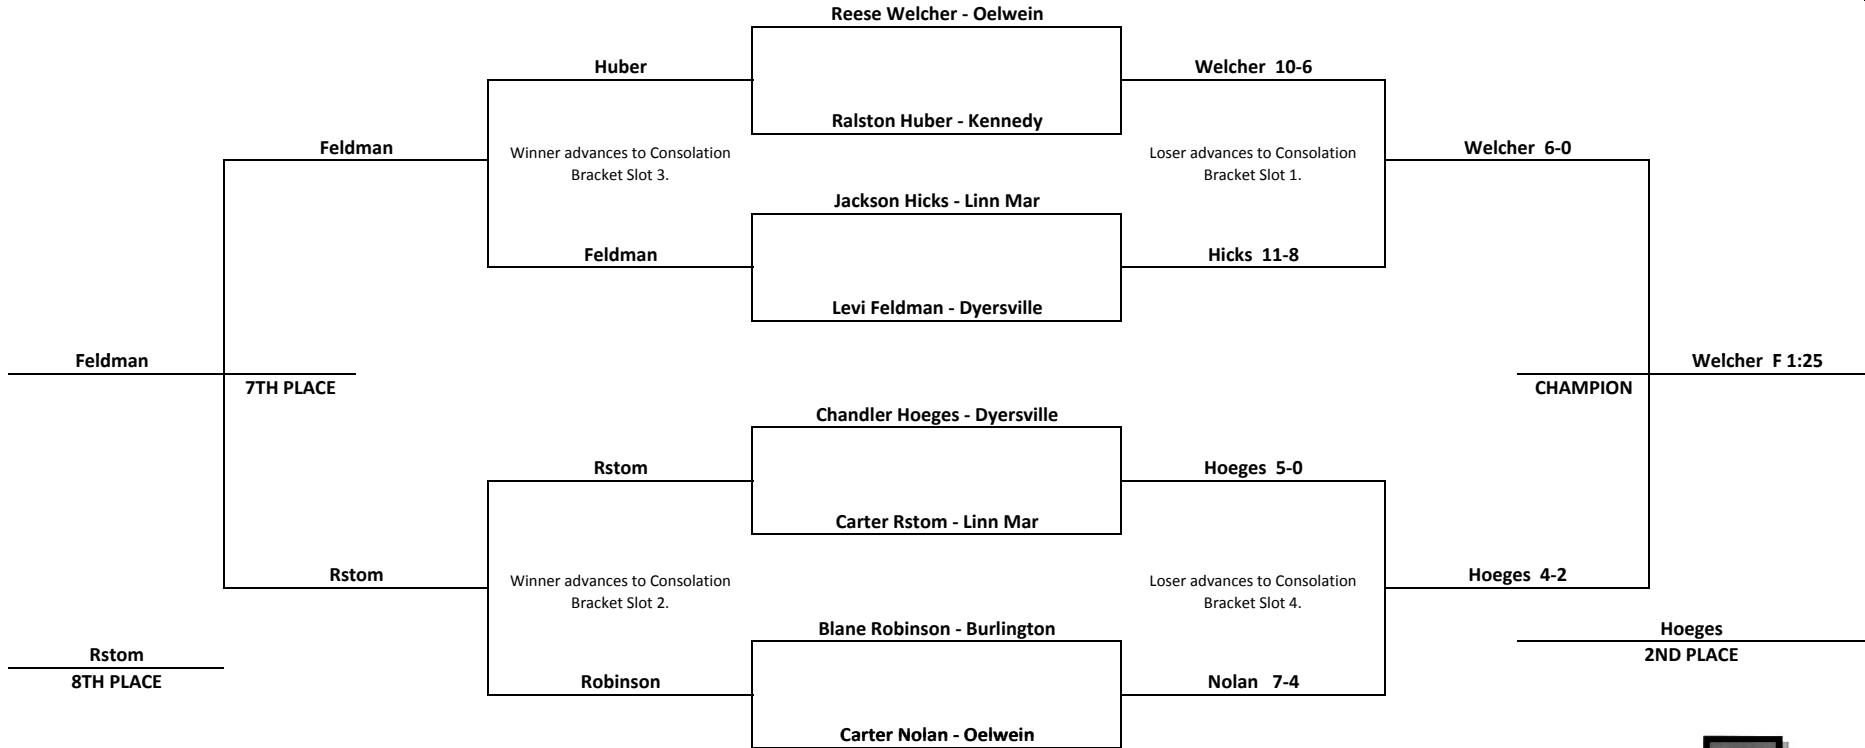 Reese Welcher - Oelwein
Huber
Welcher 10-6
Ralston Huber - Kennedy
Feldman
Winner advances to Consolation
Bracket Slot 3.
Loser advances to Consolation
Bracket Slot 1.
Welcher 6-0
Jackson Hicks - Linn Mar
Feldman
Hicks 11-8
Levi Feldman - Dyersville
Feldman
Welcher F 1:25
7TH PLACE
CHAMPION
Chandler Hoeges - Dyersville
Rstom
Hoeges 5-0
Carter Rstom - Linn Mar
Rstom
Winner advances to Consolation
Bracket Slot 2.
Loser advances to Consolation
Bracket Slot 4.
Hoeges 4-2
Blane Robinson - Burlington
Hoeges
Rstom
2ND PLACE
8TH PLACE
Robinson
Nolan 7-4
Carter Nolan - Oelwein